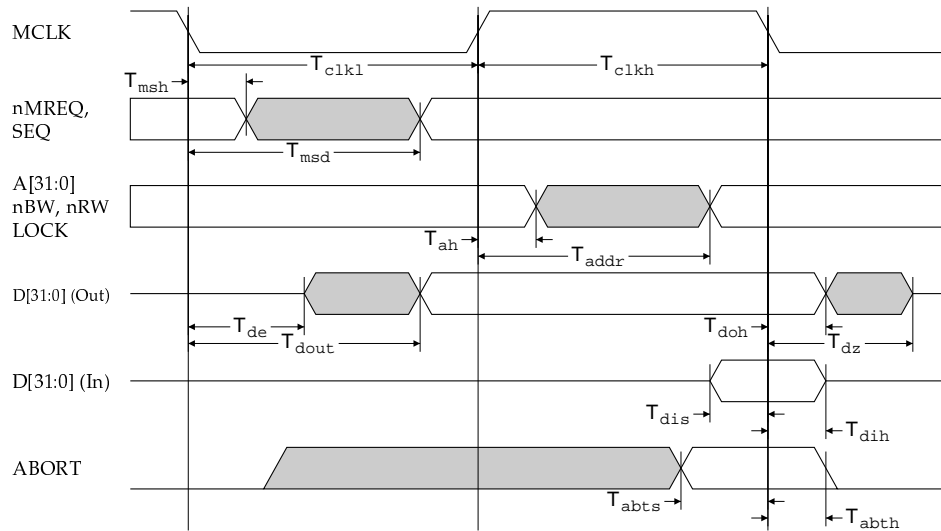 MCLK
T_clkl
T_clkh
T_msh
nMREQ,
SEQ
T_msd
A[31:0]
nBW, nRW
LOCK
T_ah
T_addr
D[31:0] (Out)
T_de
T_doh
T_dout
T_dz
D[31:0] (In)
T_dis
T_dih
ABORT
T_abts
T_abth